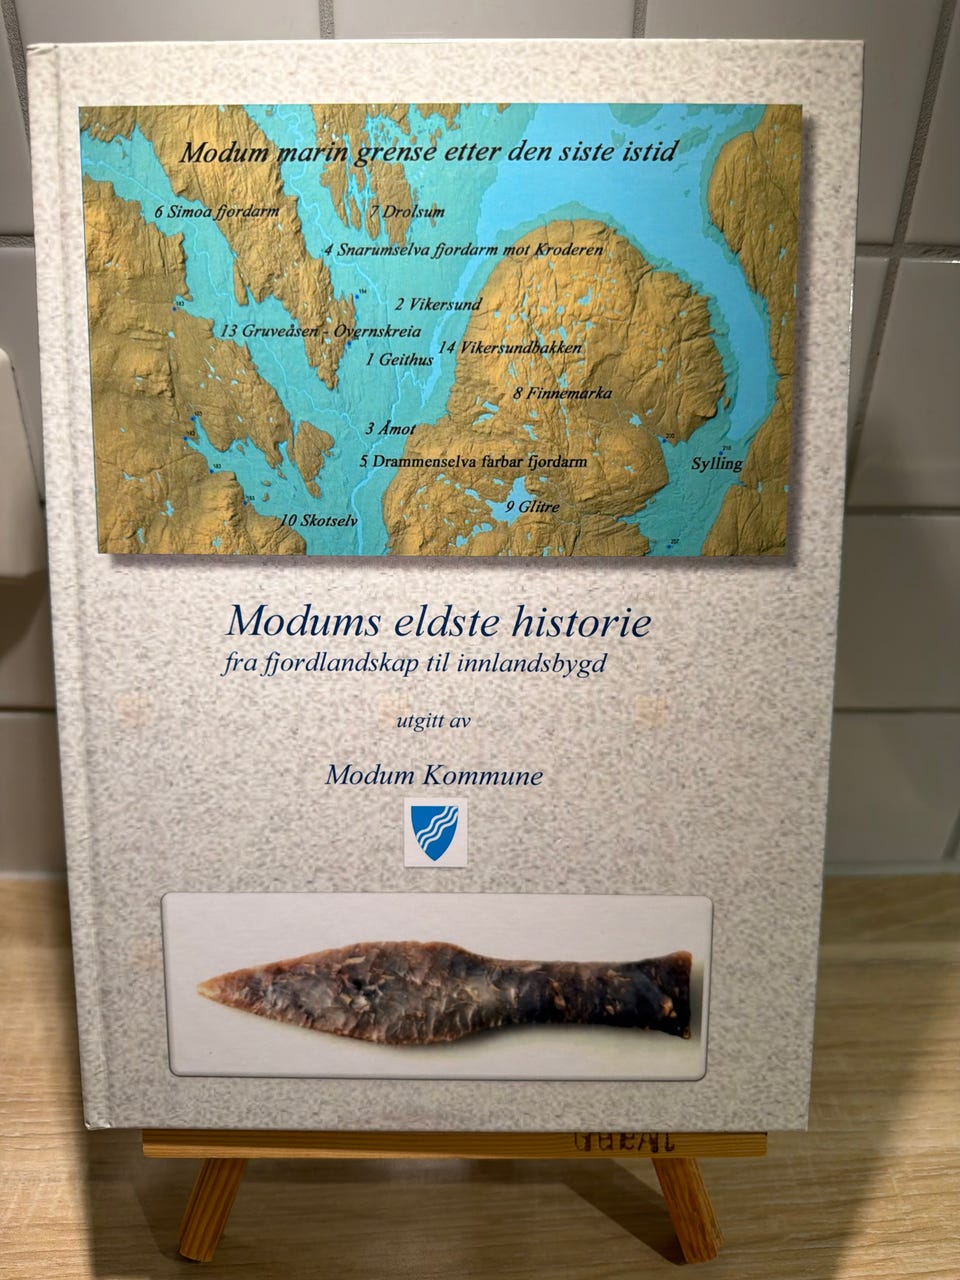 Modum marin grense etter den siste istid
6 Simoa fjordarm
7 Drolsum
4 Snarumselva fjordarm mot Kroderen
2 Vikersund
13 Gruveåsen - Overnskreia
14 Vikersundbakken
1 Geithus
8 Finnemarka
3 Åmot
5 Drammenselva farbar fjordarm
Sylling
9 Glitre
10 Skotselv
Modums eldste historie
fra fjordlandskap til innlandsbygd
utgitt av
Modum Kommune